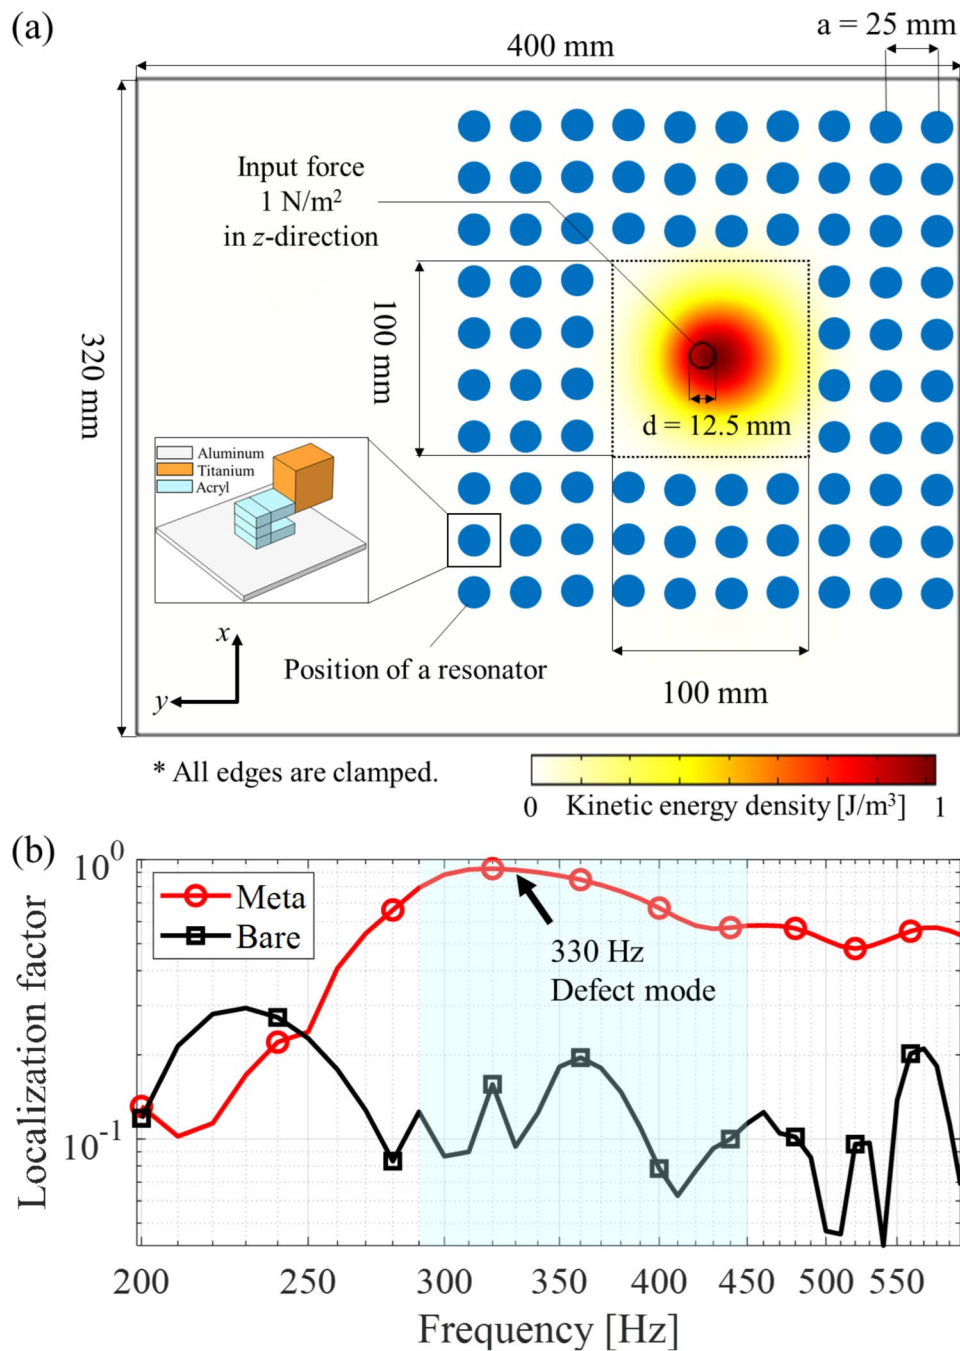 (a)
400 mm
a = 25 mm
Input force
1 N/m²
in z-direction
100 mm
320 mm
d = 12.5 mm
Aluminum
Titanium
Acryl
x
y
Position of a resonator
100 mm
* All edges are clamped.
0 Kinetic energy density [J/m³] 1
(b)
10⁰
Meta
Bare
330 Hz
Defect mode
10⁻¹
Localization factor
200 250 300 350 400 450 500 550
Frequency [Hz]